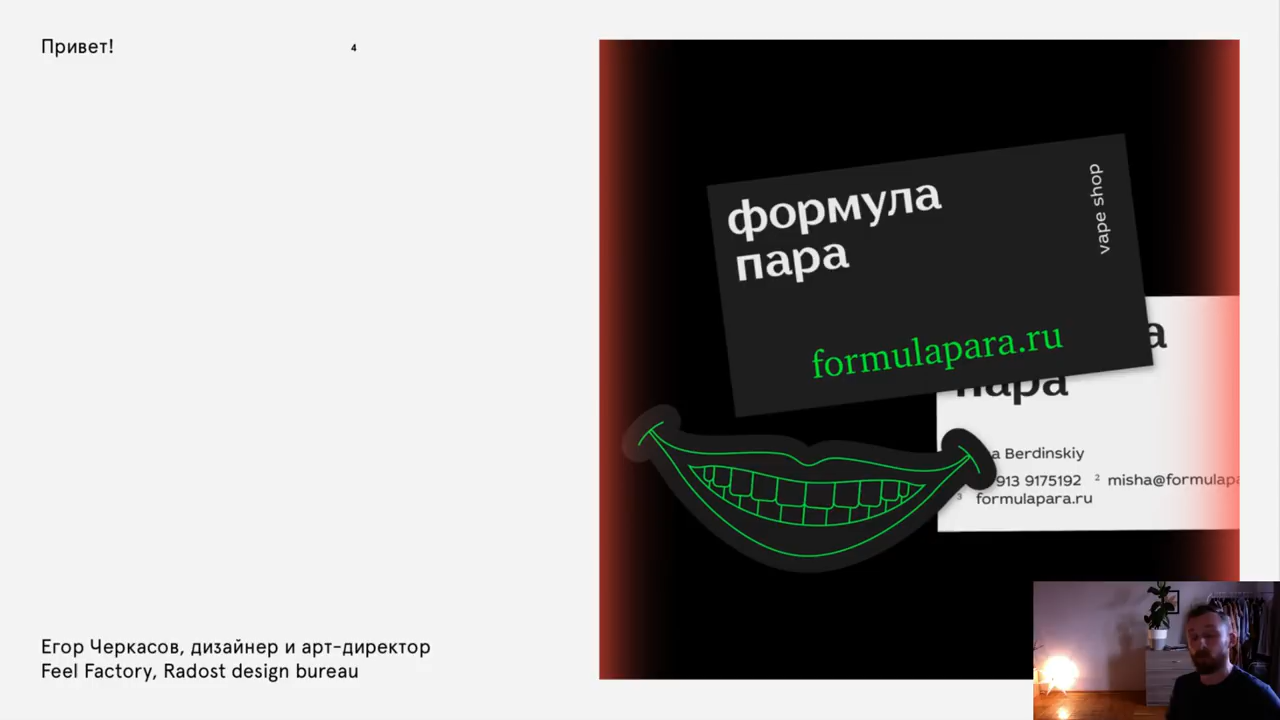 Привет!
4
формула
пара
vape shop
formulapara.ru
пара
Berdinskiy
913 9175192 ² misha@formulapa
³ formulapara.ru
Егор Черкасов, дизайнер и арт-директор
Feel Factory, Radost design bureau